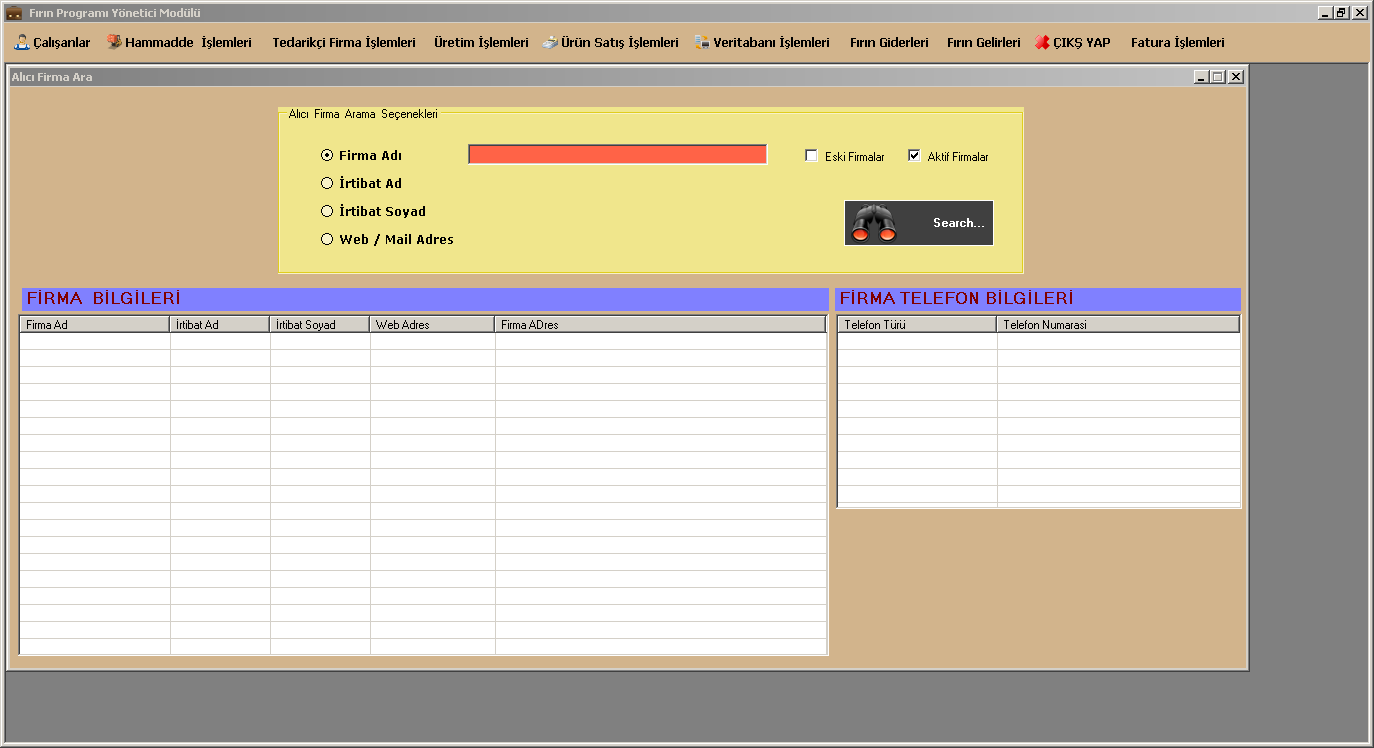 Fırın Programı Yönetici Modülü
Çalışanlar Hammadde İşlemleri Tedarikçi Firma İşlemleri Üretim İşlemleri Ürün Satış İşlemleri Veritabanı İşlemleri Fırın Giderleri Fırın Gelirleri ÇIKŞ YAP Fatura İşlemleri
Alıcı Firma Ara
Alıcı Firma Arama Seçenekleri
Firma Adı Eski Firmalar Aktif Firmalar
İrtibat Ad
İrtibat Soyad
Search...
Web / Mail Adres
FİRMA BİLGİLERİ FİRMA TELEFON BİLGİLERİ
Firma Ad İrtibat Ad İrtibat Soyad Web Adres Firma ADres Telefon Türü Telefon Numarasi